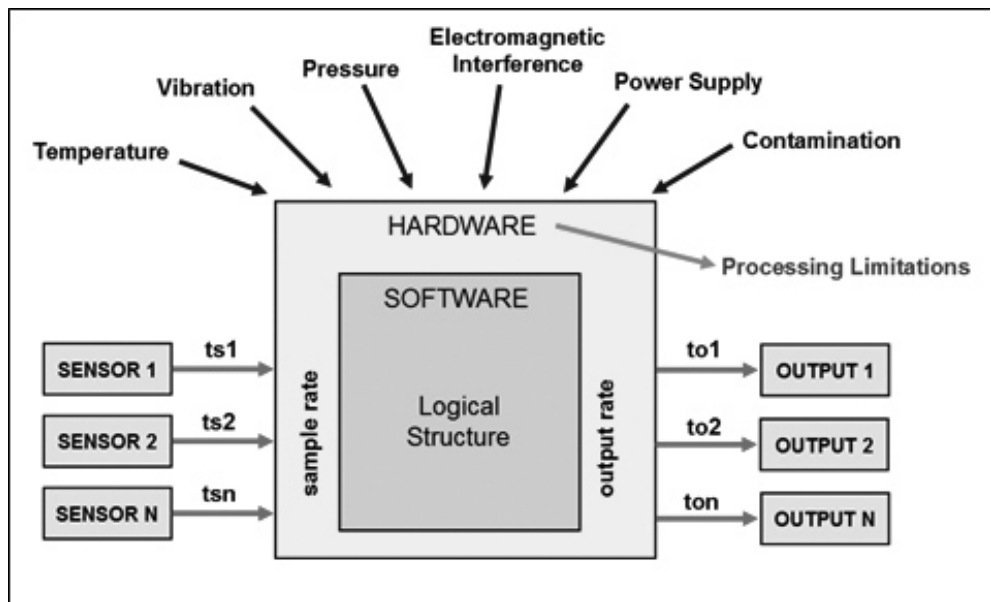 Electromagnetic
Interference
Pressure
Power Supply
Vibration
Contamination
Temperature
HARDWARE
Processing Limitations
SOFTWARE
ts1
to1
SENSOR 1
OUTPUT 1
sample rate
Logical
Structure
output rate
ts2
to2
SENSOR 2
OUTPUT 2
tsn
ton
SENSOR N
OUTPUT N